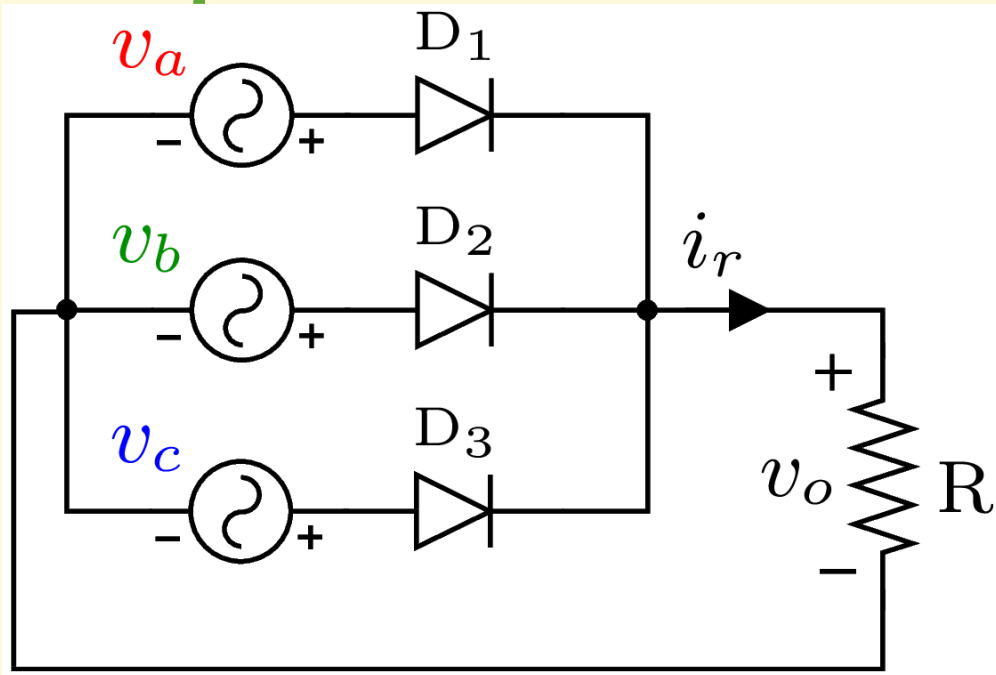 v_a
D_1
- +
v_b
D_2
i_r
- +
+
v_c
D_3
v_o
R
- +
-